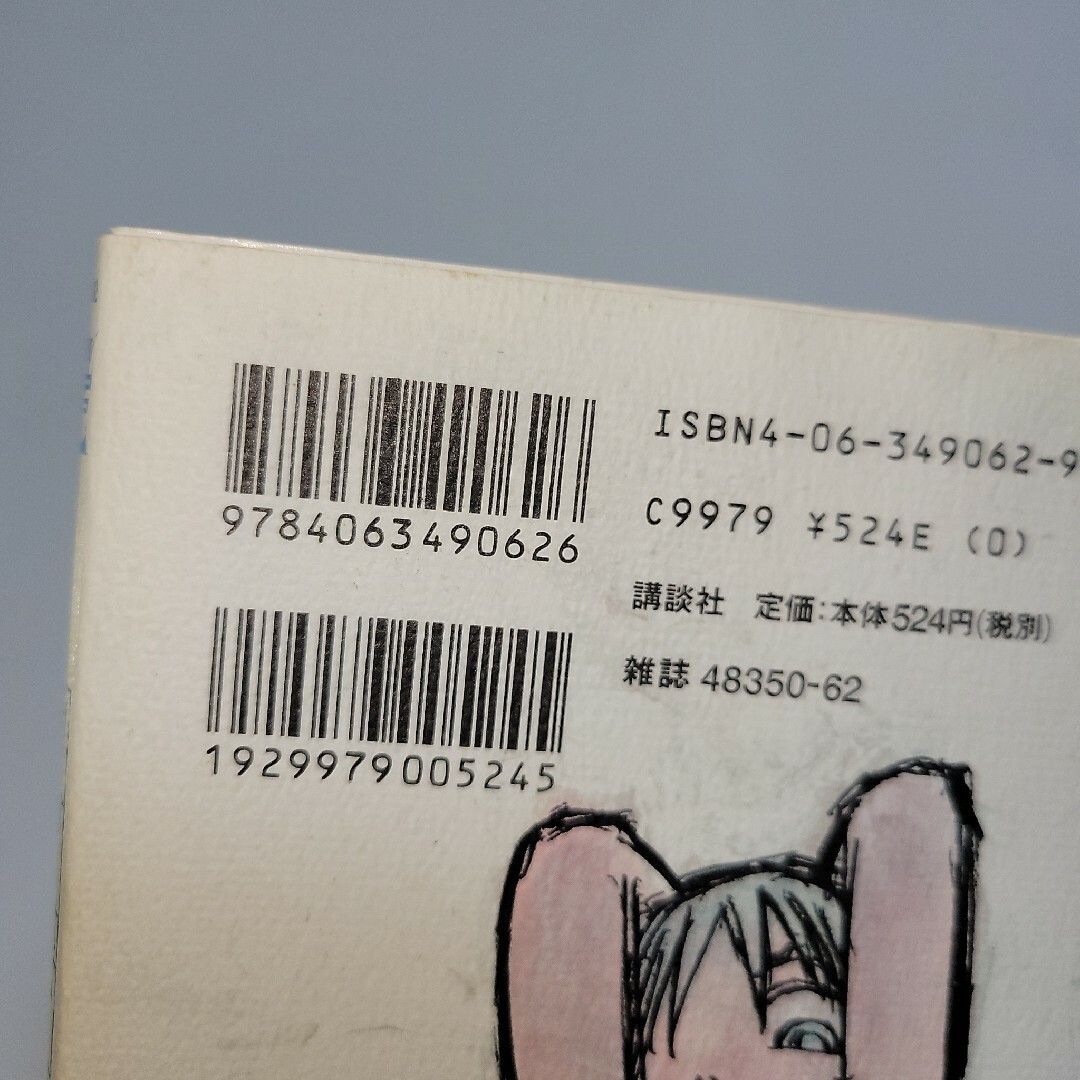 9784063490626
1929979005245
ISBN4-06-349062-9
C9979 ¥524E (0)
講談社 定価:本体524円(税別)
雑誌 48350-62